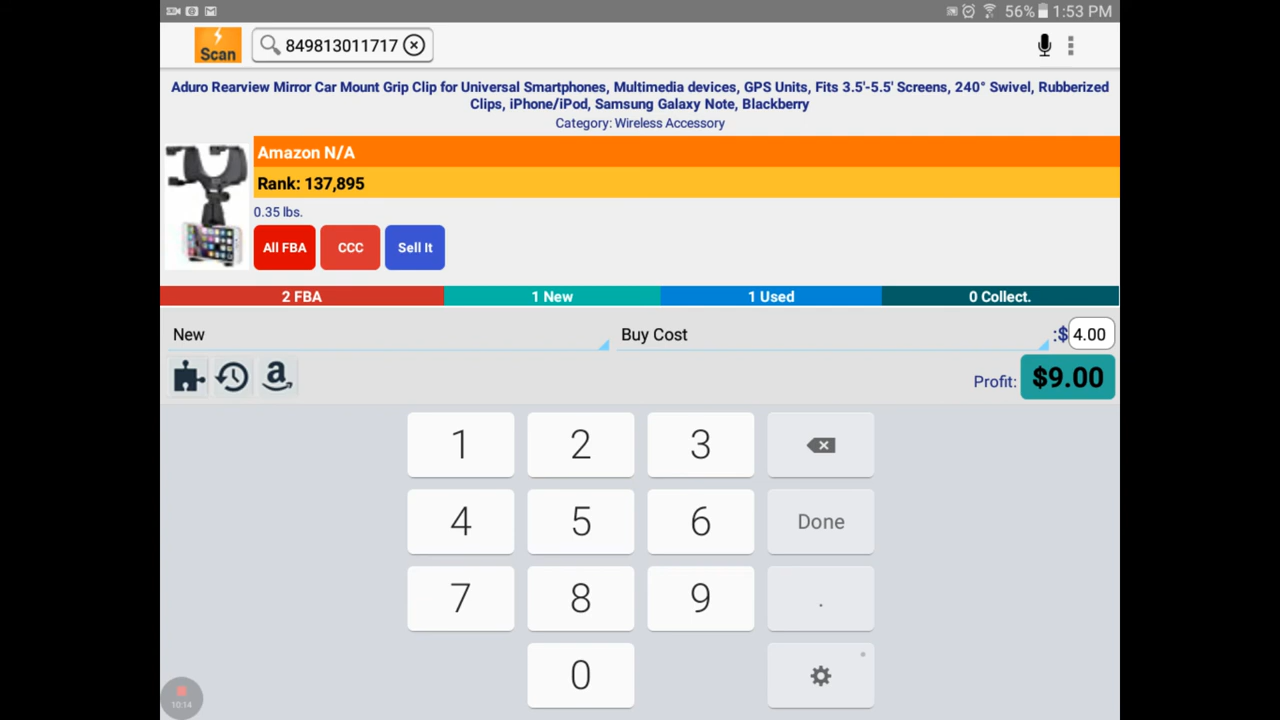 56% 1:53 PM
Scan
849813011717
Aduro Rearview Mirror Car Mount Grip Clip for Universal Smartphones, Multimedia devices, GPS Units, Fits 3.5'-5.5' Screens, 240° Swivel, Rubberized
Clips, iPhone/iPod, Samsung Galaxy Note, Blackberry
Category: Wireless Accessory
Amazon N/A
Rank: 137,895
0.35 lbs.
All FBA CCC Sell It
2 FBA 1 New 1 Used 0 Collect.
New Buy Cost :$ 4.00
Profit: $9.00
1 2 3
4 5 6 Done
7 8 9 .
0
10:14